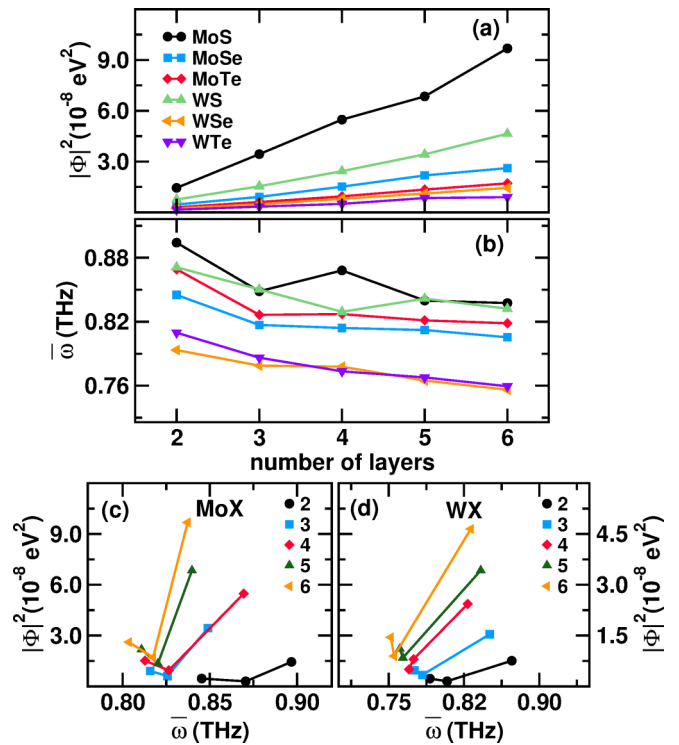 (a)
MoS
MoSe
MoTe
WS
WSe
WTe
|Φ|²(10⁻⁸ eV²)
9.0
6.0
3.0
(b)
ω̅ (THz)
0.88
0.82
0.76
2 3 4 5 6
number of layers
(c) MoX
2
3
4
5
6
|Φ|²(10⁻⁸ eV²)
9.0
6.0
3.0
0.80 0.85 0.90
ω̅ (THz)
(d) WX
2
3
4
5
6
4.5
3.0
1.5
|Φ|²(10⁻⁸ eV²)
0.74 0.82 0.90
ω̅ (THz)